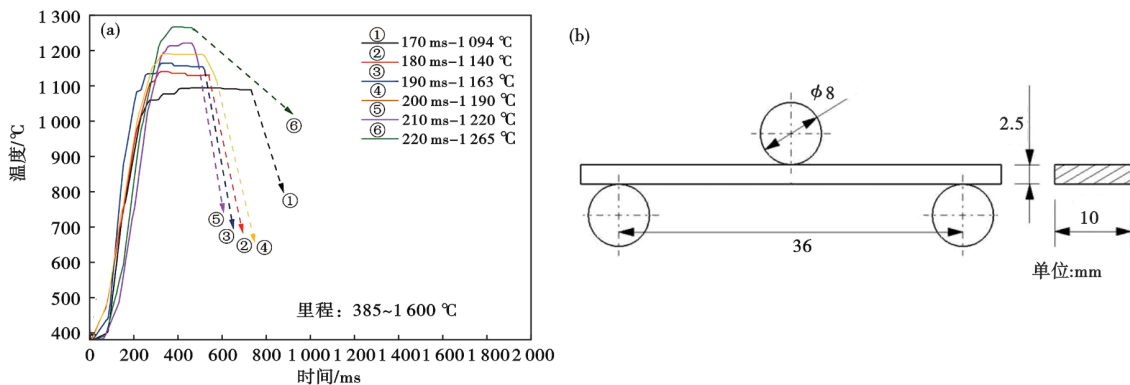 (a)
1 300
1 200
1 100
1 000
900
800
700
600
500
400
温度/℃
① 170 ms-1 094 ℃
② 180 ms-1 140 ℃
③ 190 ms-1 163 ℃
④ 200 ms-1 190 ℃
⑤ 210 ms-1 220 ℃
⑥ 220 ms-1 265 ℃
⑥
①
⑤
③
②
④
里程：385~1 600 ℃
0 200 400 600 800 1 000 1 200 1 400 1 600 1 800 2 000
时间/ms
(b)
ϕ8
2.5
36
10
单位:mm